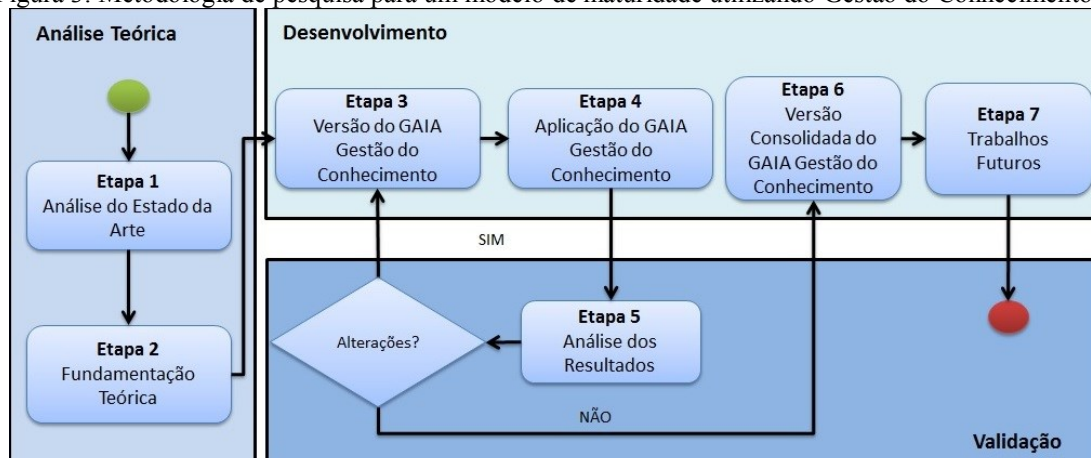 Figura 3: Metodologia de pesquisa para um modelo de maturidade utilizando Gestão do Conhecimento
Análise Teórica
Etapa 1
Análise do Estado da
Arte
Etapa 2
Fundamentação
Teórica
Desenvolvimento
Etapa 3
Versão do GAIA
Gestão do
Conhecimento
Etapa 4
Aplicação do GAIA
Gestão do
Conhecimento
Etapa 6
Versão
Consolidada do
GAIA Gestão do
Conhecimento
Etapa 7
Trabalhos
Futuros
SIM
Alterações?
Etapa 5
Análise dos
Resultados
NÃO
Validação